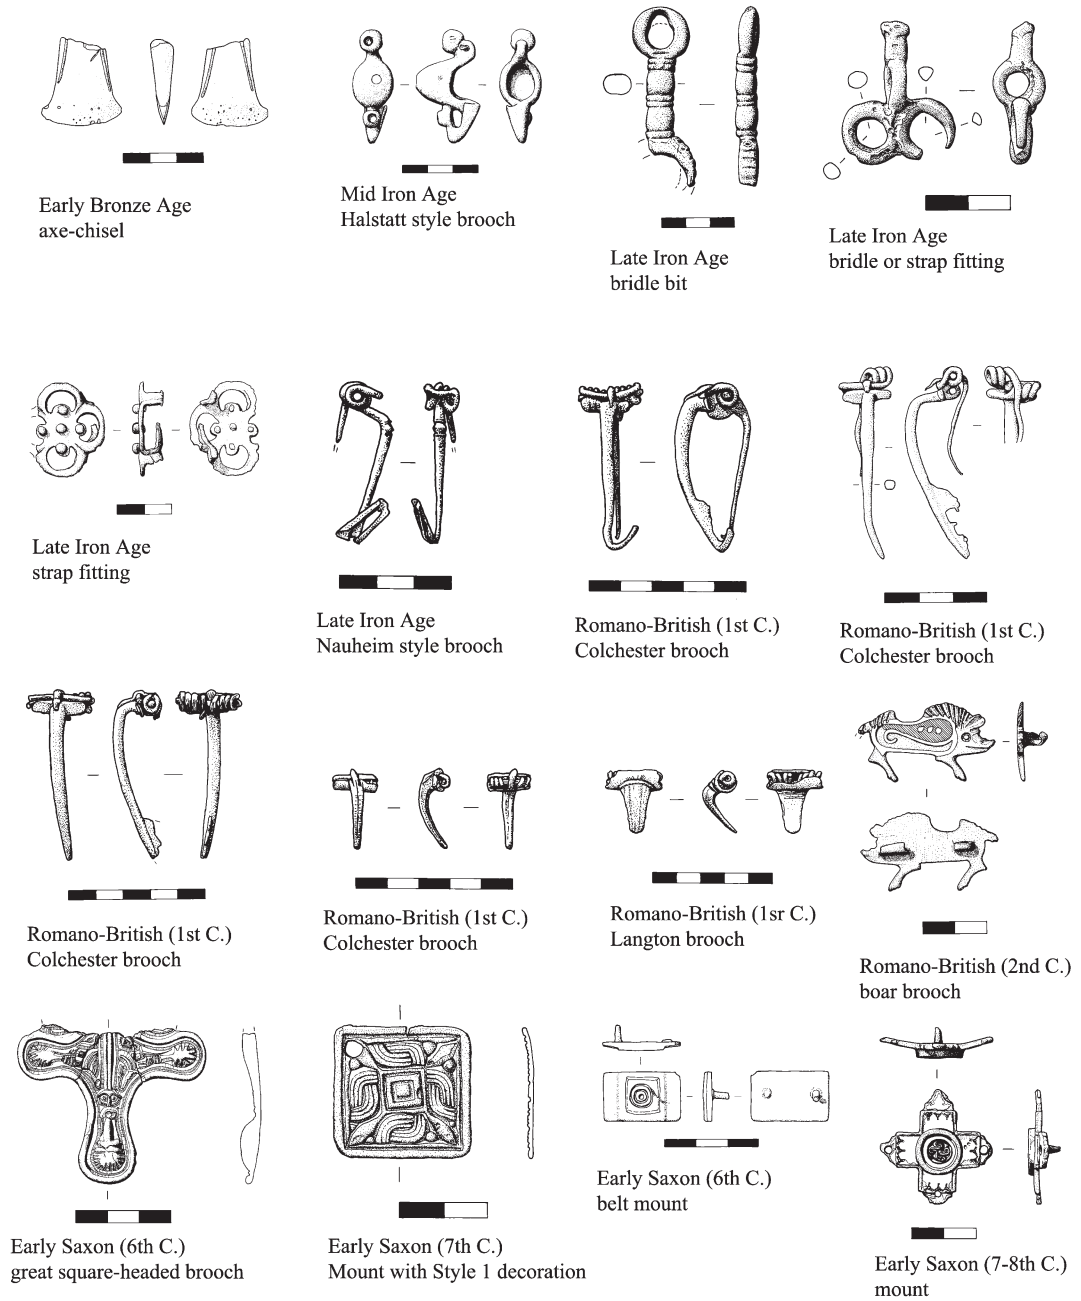 Early Bronze Age
axe-chisel
Mid Iron Age
Halstatt style brooch
Late Iron Age
bridle bit
Late Iron Age
bridle or strap fitting
Late Iron Age
strap fitting
Late Iron Age
Nauheim style brooch
Romano-British (1st C.)
Colchester brooch
Romano-British (1st C.)
Colchester brooch
Romano-British (1st C.)
Colchester brooch
Romano-British (1st C.)
Colchester brooch
Romano-British (1sr C.)
Langton brooch
Romano-British (2nd C.)
boar brooch
Early Saxon (6th C.)
great square-headed brooch
Early Saxon (7th C.)
Mount with Style 1 decoration
Early Saxon (6th C.)
belt mount
Early Saxon (7-8th C.)
mount